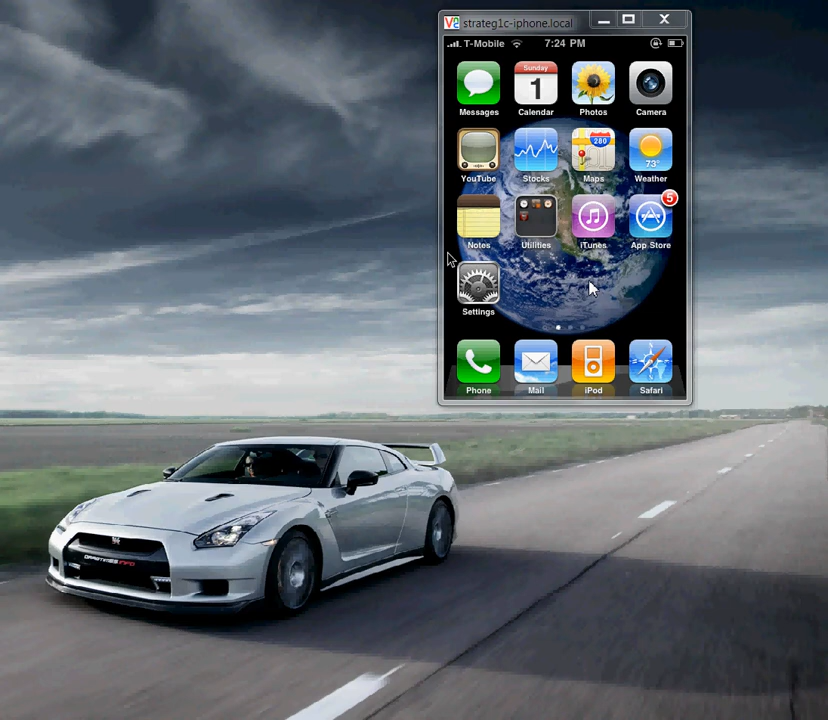 VNC strateg1c-iphone.local
T-Mobile 7:24 PM
Sunday
1
280
Messages Calendar Photos Camera
73°
YouTube Stocks Maps Weather
5
Notes Utilities iTunes App Store
Settings
Phone Mail iPod Safari